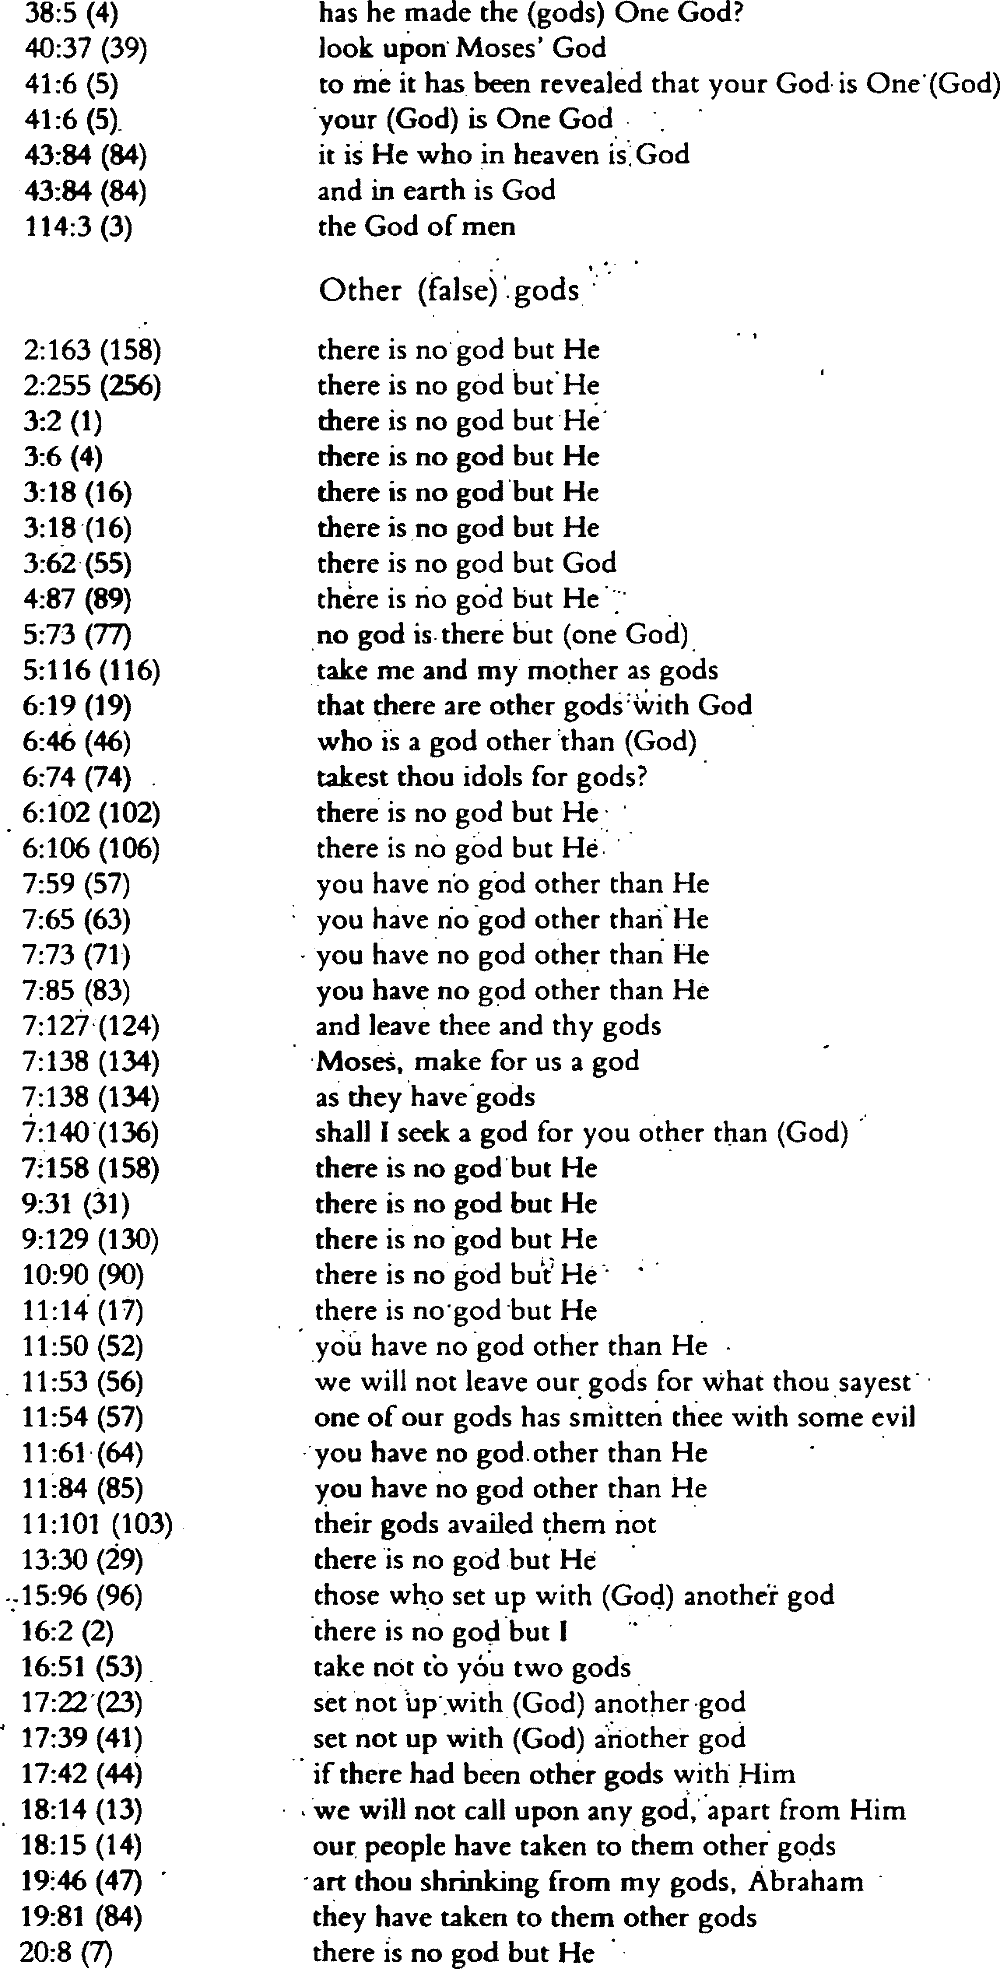 38:5 (4) has he made the (gods) One God?
40:37 (39) look upon Moses' God
41:6 (5) to me it has been revealed that your God is One (God)
41:6 (5) your (God) is One God
43:84 (84) it is He who in heaven is God
43:84 (84) and in earth is God
114:3 (3) the God of men
Other (false) gods
2:163 (158) there is no god but He
2:255 (256) there is no god but He
3:2 (1) there is no god but He
3:6 (4) there is no god but He
3:18 (16) there is no god but He
3:18 (16) there is no god but He
3:62 (55) there is no god but God
4:87 (89) there is no god but He
5:73 (77) no god is there but (one God)
5:116 (116) take me and my mother as gods
6:19 (19) that there are other gods with God
6:46 (46) who is a god other than (God)
6:74 (74) takest thou idols for gods?
6:102 (102) there is no god but He
6:106 (106) there is no god but He
7:59 (57) you have no god other than He
7:65 (63) you have no god other than He
7:73 (71) you have no god other than He
7:85 (83) you have no god other than He
7:127 (124) and leave thee and thy gods
7:138 (134) Moses, make for us a god
7:138 (134) as they have gods
7:140 (136) shall I seek a god for you other than (God)
7:158 (158) there is no god but He
9:31 (31) there is no god but He
9:129 (130) there is no god but He
10:90 (90) there is no god but He
11:14 (17) there is no god but He
11:50 (52) you have no god other than He
11:53 (56) we will not leave our gods for what thou sayest
11:54 (57) one of our gods has smitten thee with some evil
11:61 (64) you have no god other than He
11:84 (85) you have no god other than He
11:101 (103) their gods availed them not
13:30 (29) there is no god but He
15:96 (96) those who set up with (God) another god
16:2 (2) there is no god but I
16:51 (53) take not to you two gods
17:22 (23) set not up with (God) another god
17:39 (41) set not up with (God) another god
17:42 (44) if there had been other gods with Him
18:14 (13) we will not call upon any god, apart from Him
18:15 (14) our people have taken to them other gods
19:46 (47) art thou shrinking from my gods, Abraham
19:81 (84) they have taken to them other gods
20:8 (7) there is no god but He